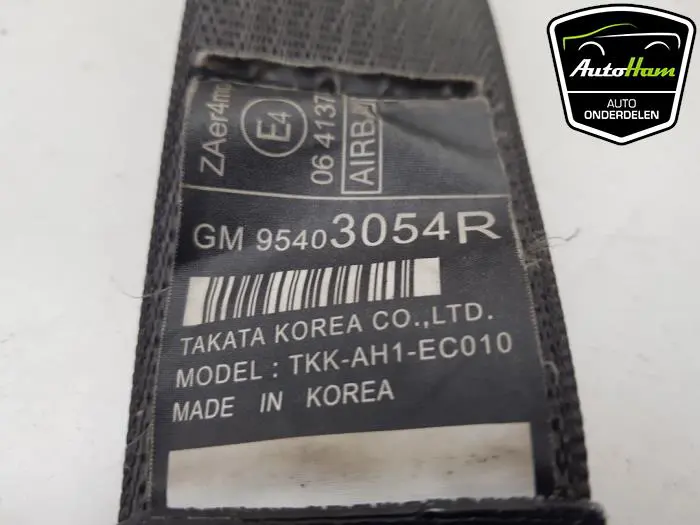 AutoHam
AUTO
ONDERDELEN
ZAer4m
E4
06 4137
AIRBA
GM 95403054R
TAKATA KOREA CO.,LTD.
MODEL : TKK-AH1-EC010
MADE IN KOREA